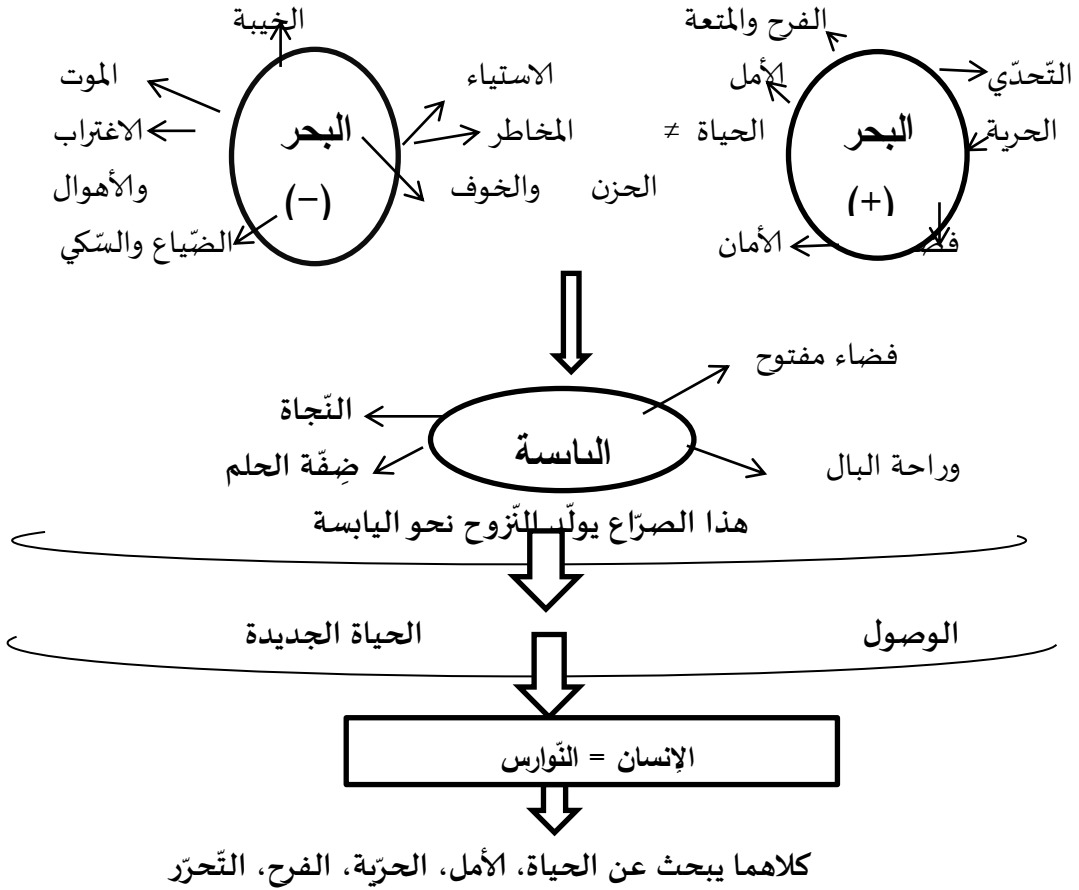 الفرح والمتعة الخيبة
التّحدّي الأمل الاستياء الموت
الحرية البحر الحياة ≠ المخاطر البحر الاغتراب
(+) الحزن والخوف (–) والأهوال
الأمان الضّياع والسّكي
فضاء مفتوح
النّجاة
اليابسة
وراحة البال ضِفّة الحلم
هذا الصرّاع يولّد النّزوح نحو اليابسة
الوصول الحياة الجديدة
الإنسان = النّوارس
كلاهما يبحث عن الحياة، الأمل، الحرّية، الفرح، التّحرّر